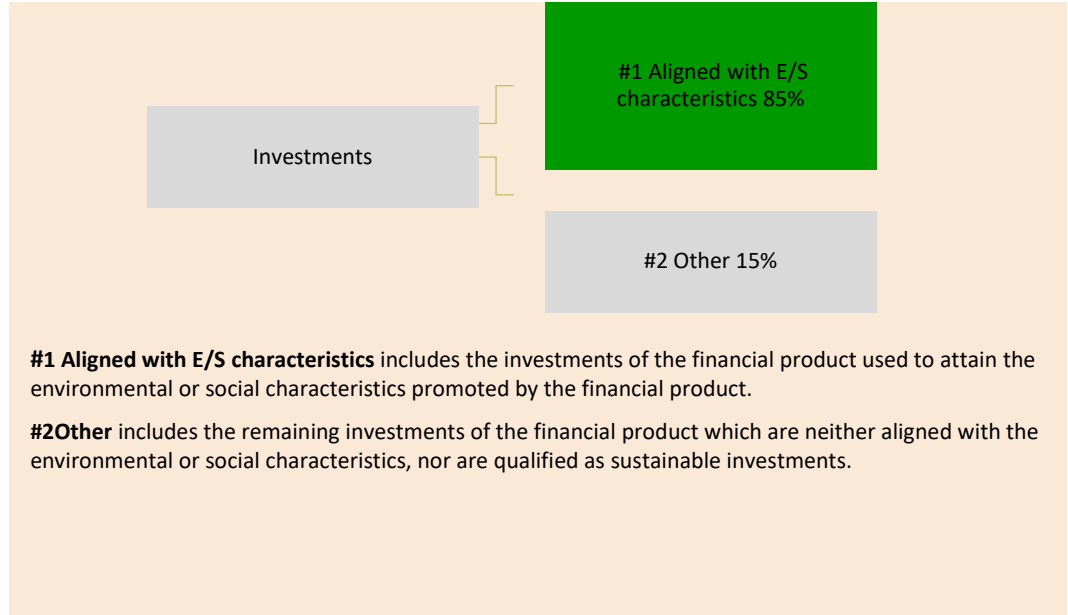 #1 Aligned with E/S
characteristics 85%
Investments
#2 Other 15%
#1 Aligned with E/S characteristics includes the investments of the financial product used to attain the
environmental or social characteristics promoted by the financial product.
#2Other includes the remaining investments of the financial product which are neither aligned with the
environmental or social characteristics, nor are qualified as sustainable investments.